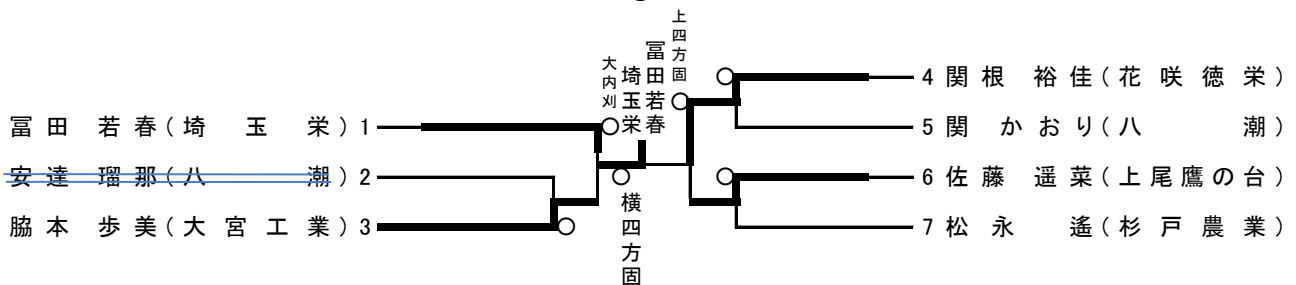 冨田 若春(埼玉栄) 1
安達 瑠那(八潮) 2
脇本 歩美(大宮工業) 3
大内刈
埼玉栄
冨田若春
上四方固
横四方固
4 関根 裕佳(花咲徳栄)
5 関 かおり(八潮)
6 佐藤 遥菜(上尾鷹の台)
7 松永 遙(杉戸農業)